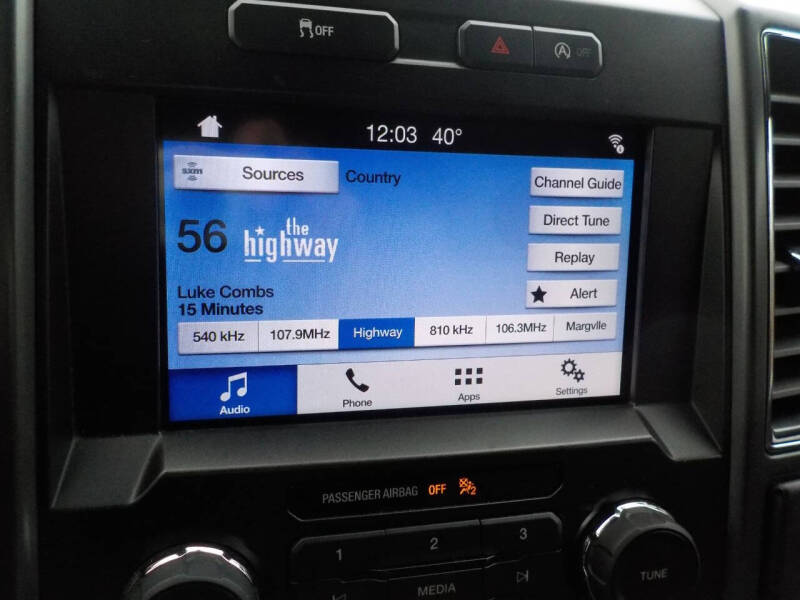 OFF
A OFF
12:03 40°
sxm Sources Country
Channel Guide
56 the highway
Direct Tune
Replay
Luke Combs
15 Minutes
Alert
540 kHz 107.9MHz Highway 810 kHz 106.3MHz Margvlle
Audio Phone Apps Settings
PASSENGER AIRBAG OFF 2
1 2 3
MEDIA
TUNE